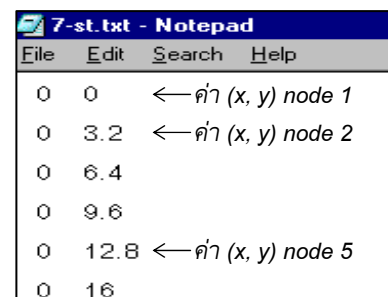 7-st.txt - Notepad
File Edit Search Help
0 0 ← ค่า (x, y) node 1
0 3.2 ← ค่า (x, y) node 2
0 6.4
0 9.6
0 12.8 ← ค่า (x, y) node 5
0 16